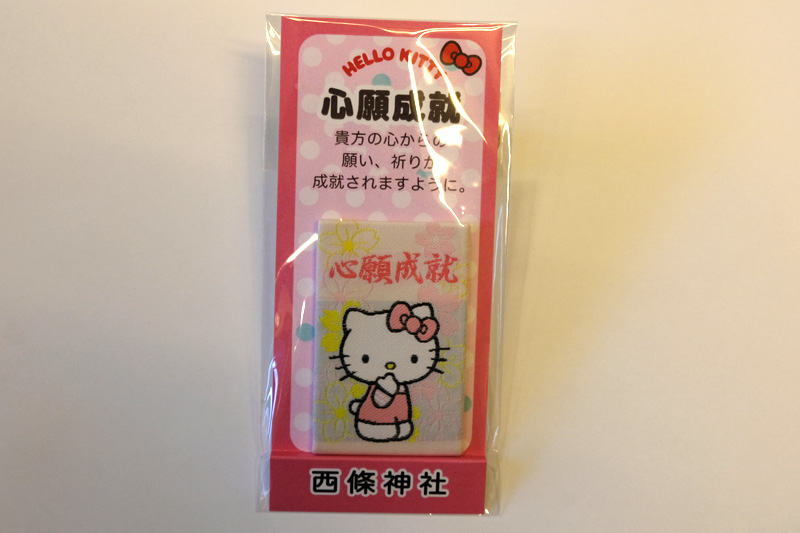 HELLO KITTY
心願成就
貴方の心からの
願い、祈りが
成就されますように。
心願成就
西條神社